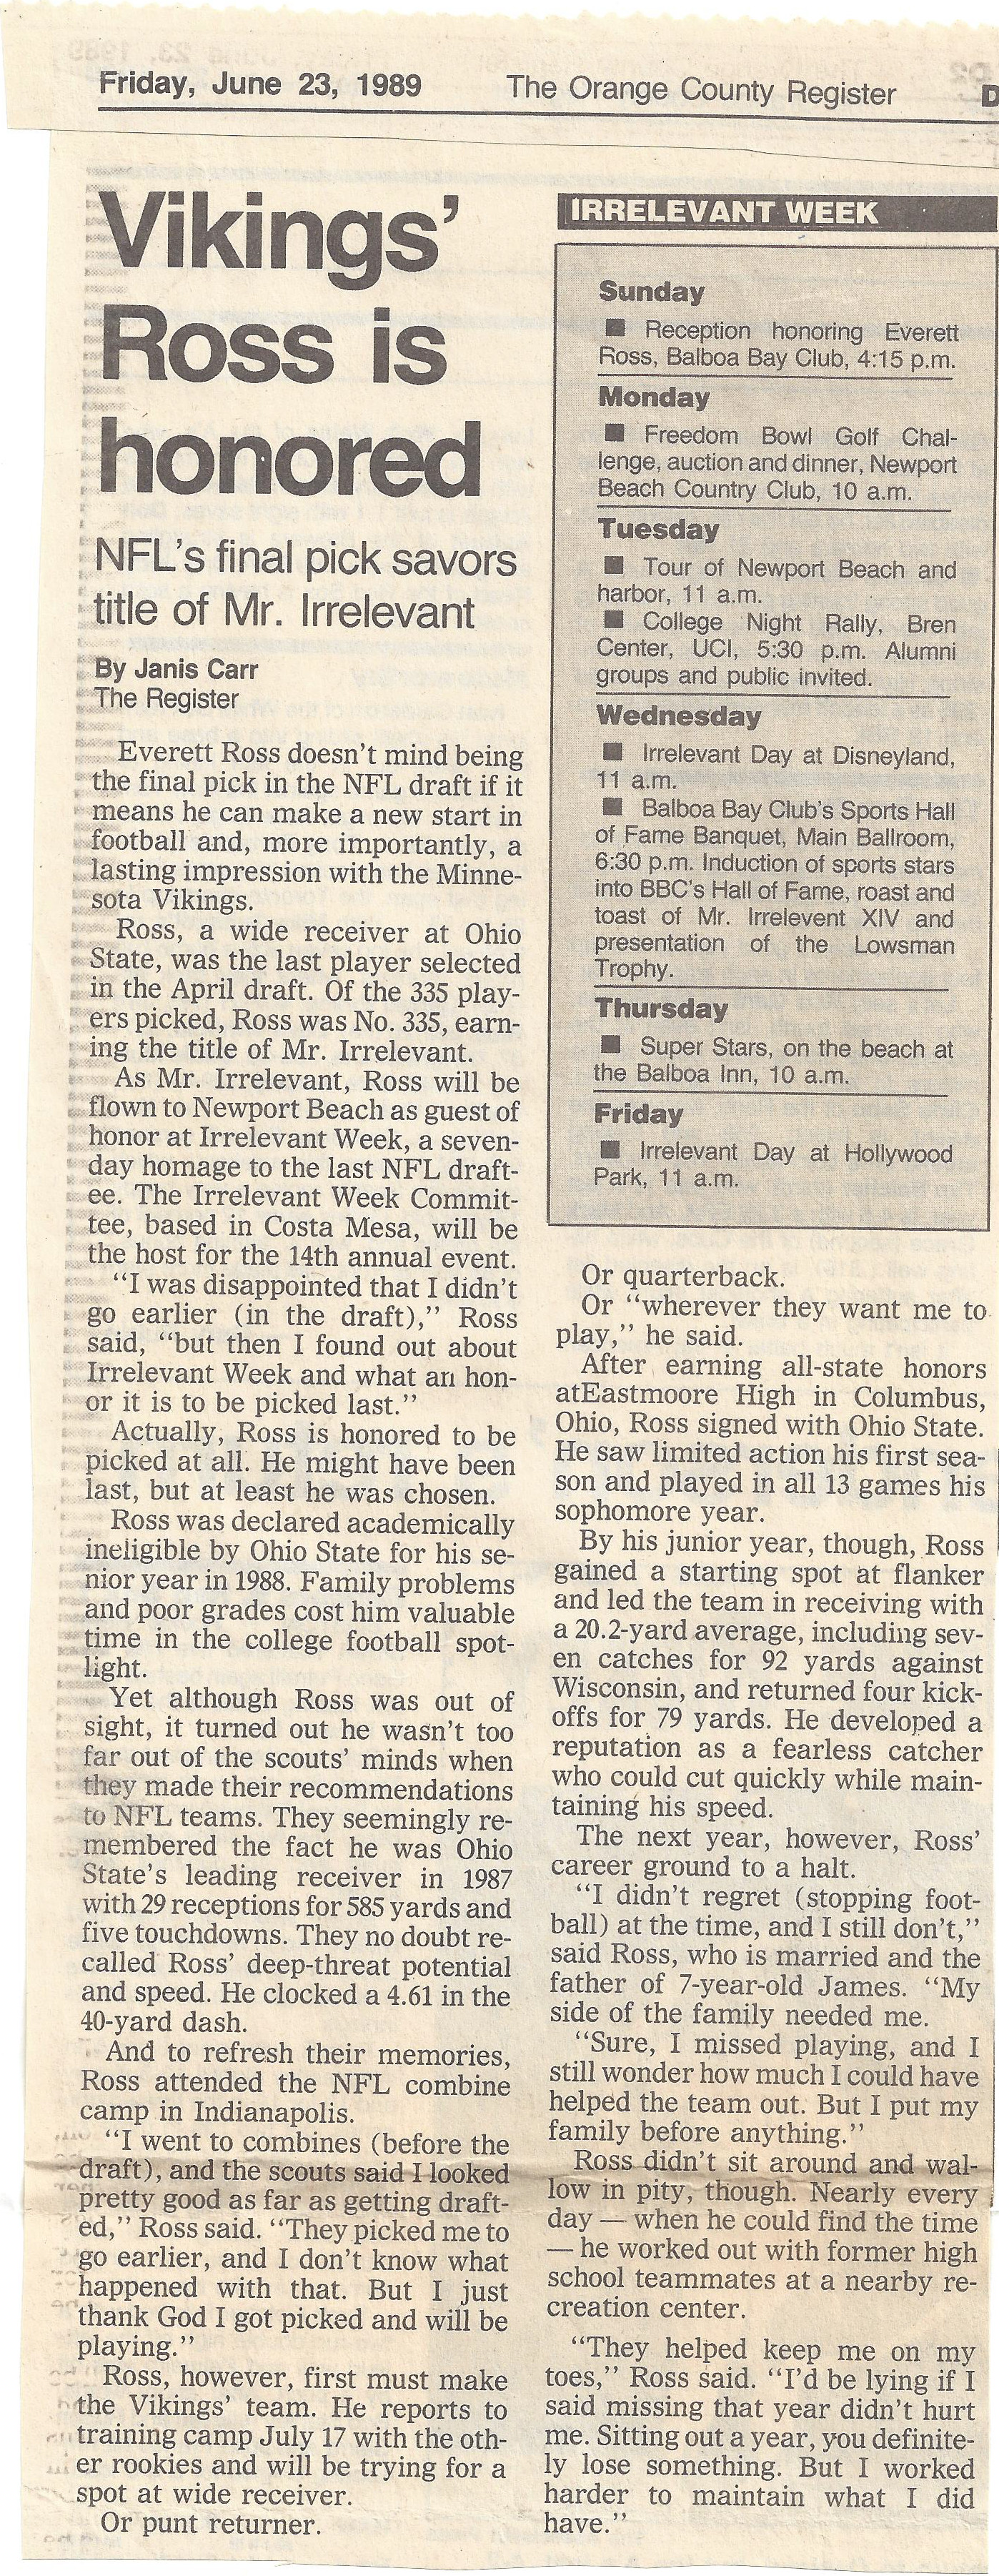 Friday, June 23, 1989 The Orange County Register D
Vikings'
Ross is
honored
NFL's final pick savors
title of Mr. Irrelevant
By Janis Carr
The Register
Everett Ross doesn't mind being
the final pick in the NFL draft if it
means he can make a new start in
football and, more importantly, a
lasting impression with the Minne-
sota Vikings.
Ross, a wide receiver at Ohio
State, was the last player selected
in the April draft. Of the 335 play-
ers picked, Ross was No. 335, earn-
ing the title of Mr. Irrelevant.
As Mr. Irrelevant, Ross will be
flown to Newport Beach as guest of
honor at Irrelevant Week, a seven-
day homage to the last NFL draft-
ee. The Irrelevant Week Commit-
tee, based in Costa Mesa, will be
the host for the 14th annual event.
"I was disappointed that I didn't
go earlier (in the draft)," Ross
said, "but then I found out about
Irrelevant Week and what an hon-
or it is to be picked last."
Actually, Ross is honored to be
picked at all. He might have been
last, but at least he was chosen.
Ross was declared academically
ineligible by Ohio State for his se-
nior year in 1988. Family problems
and poor grades cost him valuable
time in the college football spot-
light.
Yet although Ross was out of
sight, it turned out he wasn't too
far out of the scouts' minds when
they made their recommendations
to NFL teams. They seemingly re-
membered the fact he was Ohio
State's leading receiver in 1987
with 29 receptions for 585 yards and
five touchdowns. They no doubt re-
called Ross' deep-threat potential
and speed. He clocked a 4.61 in the
40-yard dash.
And to refresh their memories,
Ross attended the NFL combine
camp in Indianapolis.
"I went to combines (before the
draft), and the scouts said I looked
pretty good as far as getting draft-
ed," Ross said. "They picked me to
go earlier, and I don't know what
happened with that. But I just
thank God I got picked and will be
playing."
Ross, however, first must make
the Vikings' team. He reports to
training camp July 17 with the oth-
er rookies and will be trying for a
spot at wide receiver.
Or punt returner.
IRRELEVANT WEEK
Sunday
■ Reception honoring Everett
Ross, Balboa Bay Club, 4:15 p.m.
Monday
■ Freedom Bowl Golf Chal-
lenge, auction and dinner, Newport
Beach Country Club, 10 a.m.
Tuesday
■ Tour of Newport Beach and
harbor, 11 a.m.
■ College Night Rally, Bren
Center, UCI, 5:30 p.m. Alumni
groups and public invited.
Wednesday
■ Irrelevant Day at Disneyland,
11 a.m.
■ Balboa Bay Club's Sports Hall
of Fame Banquet, Main Ballroom,
6:30 p.m. Induction of sports stars
into BBC's Hall of Fame, roast and
toast of Mr. Irrelevent XIV and
presentation of the Lowsman
Trophy.
Thursday
■ Super Stars, on the beach at
the Balboa Inn, 10 a.m.
Friday
■ Irrelevant Day at Hollywood
Park, 11 a.m.
Or quarterback.
Or "wherever they want me to
play," he said.
After earning all-state honors
atEastmoore High in Columbus,
Ohio, Ross signed with Ohio State.
He saw limited action his first sea-
son and played in all 13 games his
sophomore year.
By his junior year, though, Ross
gained a starting spot at flanker
and led the team in receiving with
a 20.2-yard average, including sev-
en catches for 92 yards against
Wisconsin, and returned four kick-
offs for 79 yards. He developed a
reputation as a fearless catcher
who could cut quickly while main-
taining his speed.
The next year, however, Ross'
career ground to a halt.
"I didn't regret (stopping foot-
ball) at the time, and I still don't,"
said Ross, who is married and the
father of 7-year-old James. "My
side of the family needed me.
"Sure, I missed playing, and I
still wonder how much I could have
helped the team out. But I put my
family before anything."
Ross didn't sit around and wal-
low in pity, though. Nearly every
day — when he could find the time
— he worked out with former high
school teammates at a nearby re-
creation center.
"They helped keep me on my
toes," Ross said. "I'd be lying if I
said missing that year didn't hurt
me. Sitting out a year, you definite-
ly lose something. But I worked
harder to maintain what I did
have."